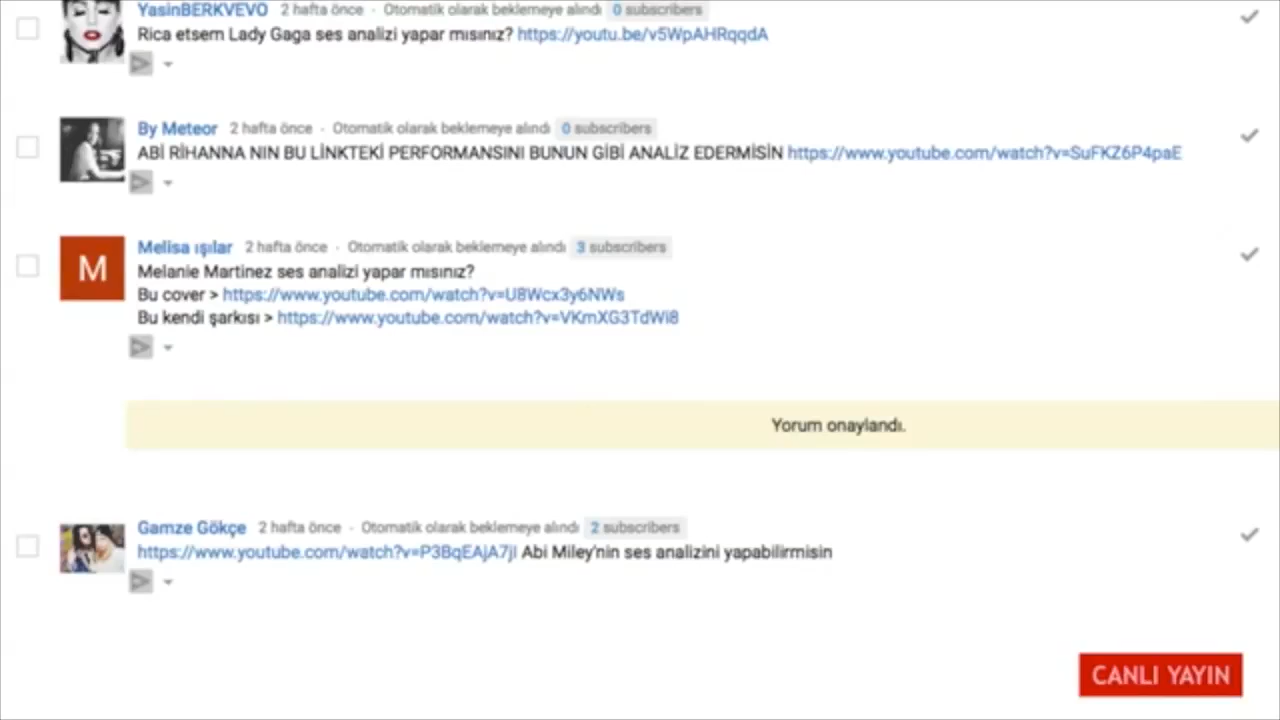 YasinBERKVEVO 2 hafta önce · Otomatik olarak beklemeye alındı 0 subscribers
Rica etsem Lady Gaga ses analizi yapar mısınız? https://youtu.be/v5WpAHRqqdA
By Meteor 2 hafta önce · Otomatik olarak beklemeye alındı 0 subscribers
ABİ RİHANNA NIN BU LİNKTEKİ PERFORMANSINI BUNUN GİBİ ANALİZ EDERMİSİN https://www.youtube.com/watch?v=SuFKZ6P4paE
M
Melisa ışılar 2 hafta önce · Otomatik olarak beklemeye alındı 3 subscribers
Melanie Martinez ses analizi yapar mısınız?
Bu cover > https://www.youtube.com/watch?v=U8Wcx3y6NWs
Bu kendi şarkısı > https://www.youtube.com/watch?v=VKmXG3TdWi8
Yorum onaylandı.
Gamze Gökçe 2 hafta önce · Otomatik olarak beklemeye alındı 2 subscribers
https://www.youtube.com/watch?v=P3BqEAjA7jI Abi Miley'nin ses analizini yapabilirmisin
CANLI YAYIN